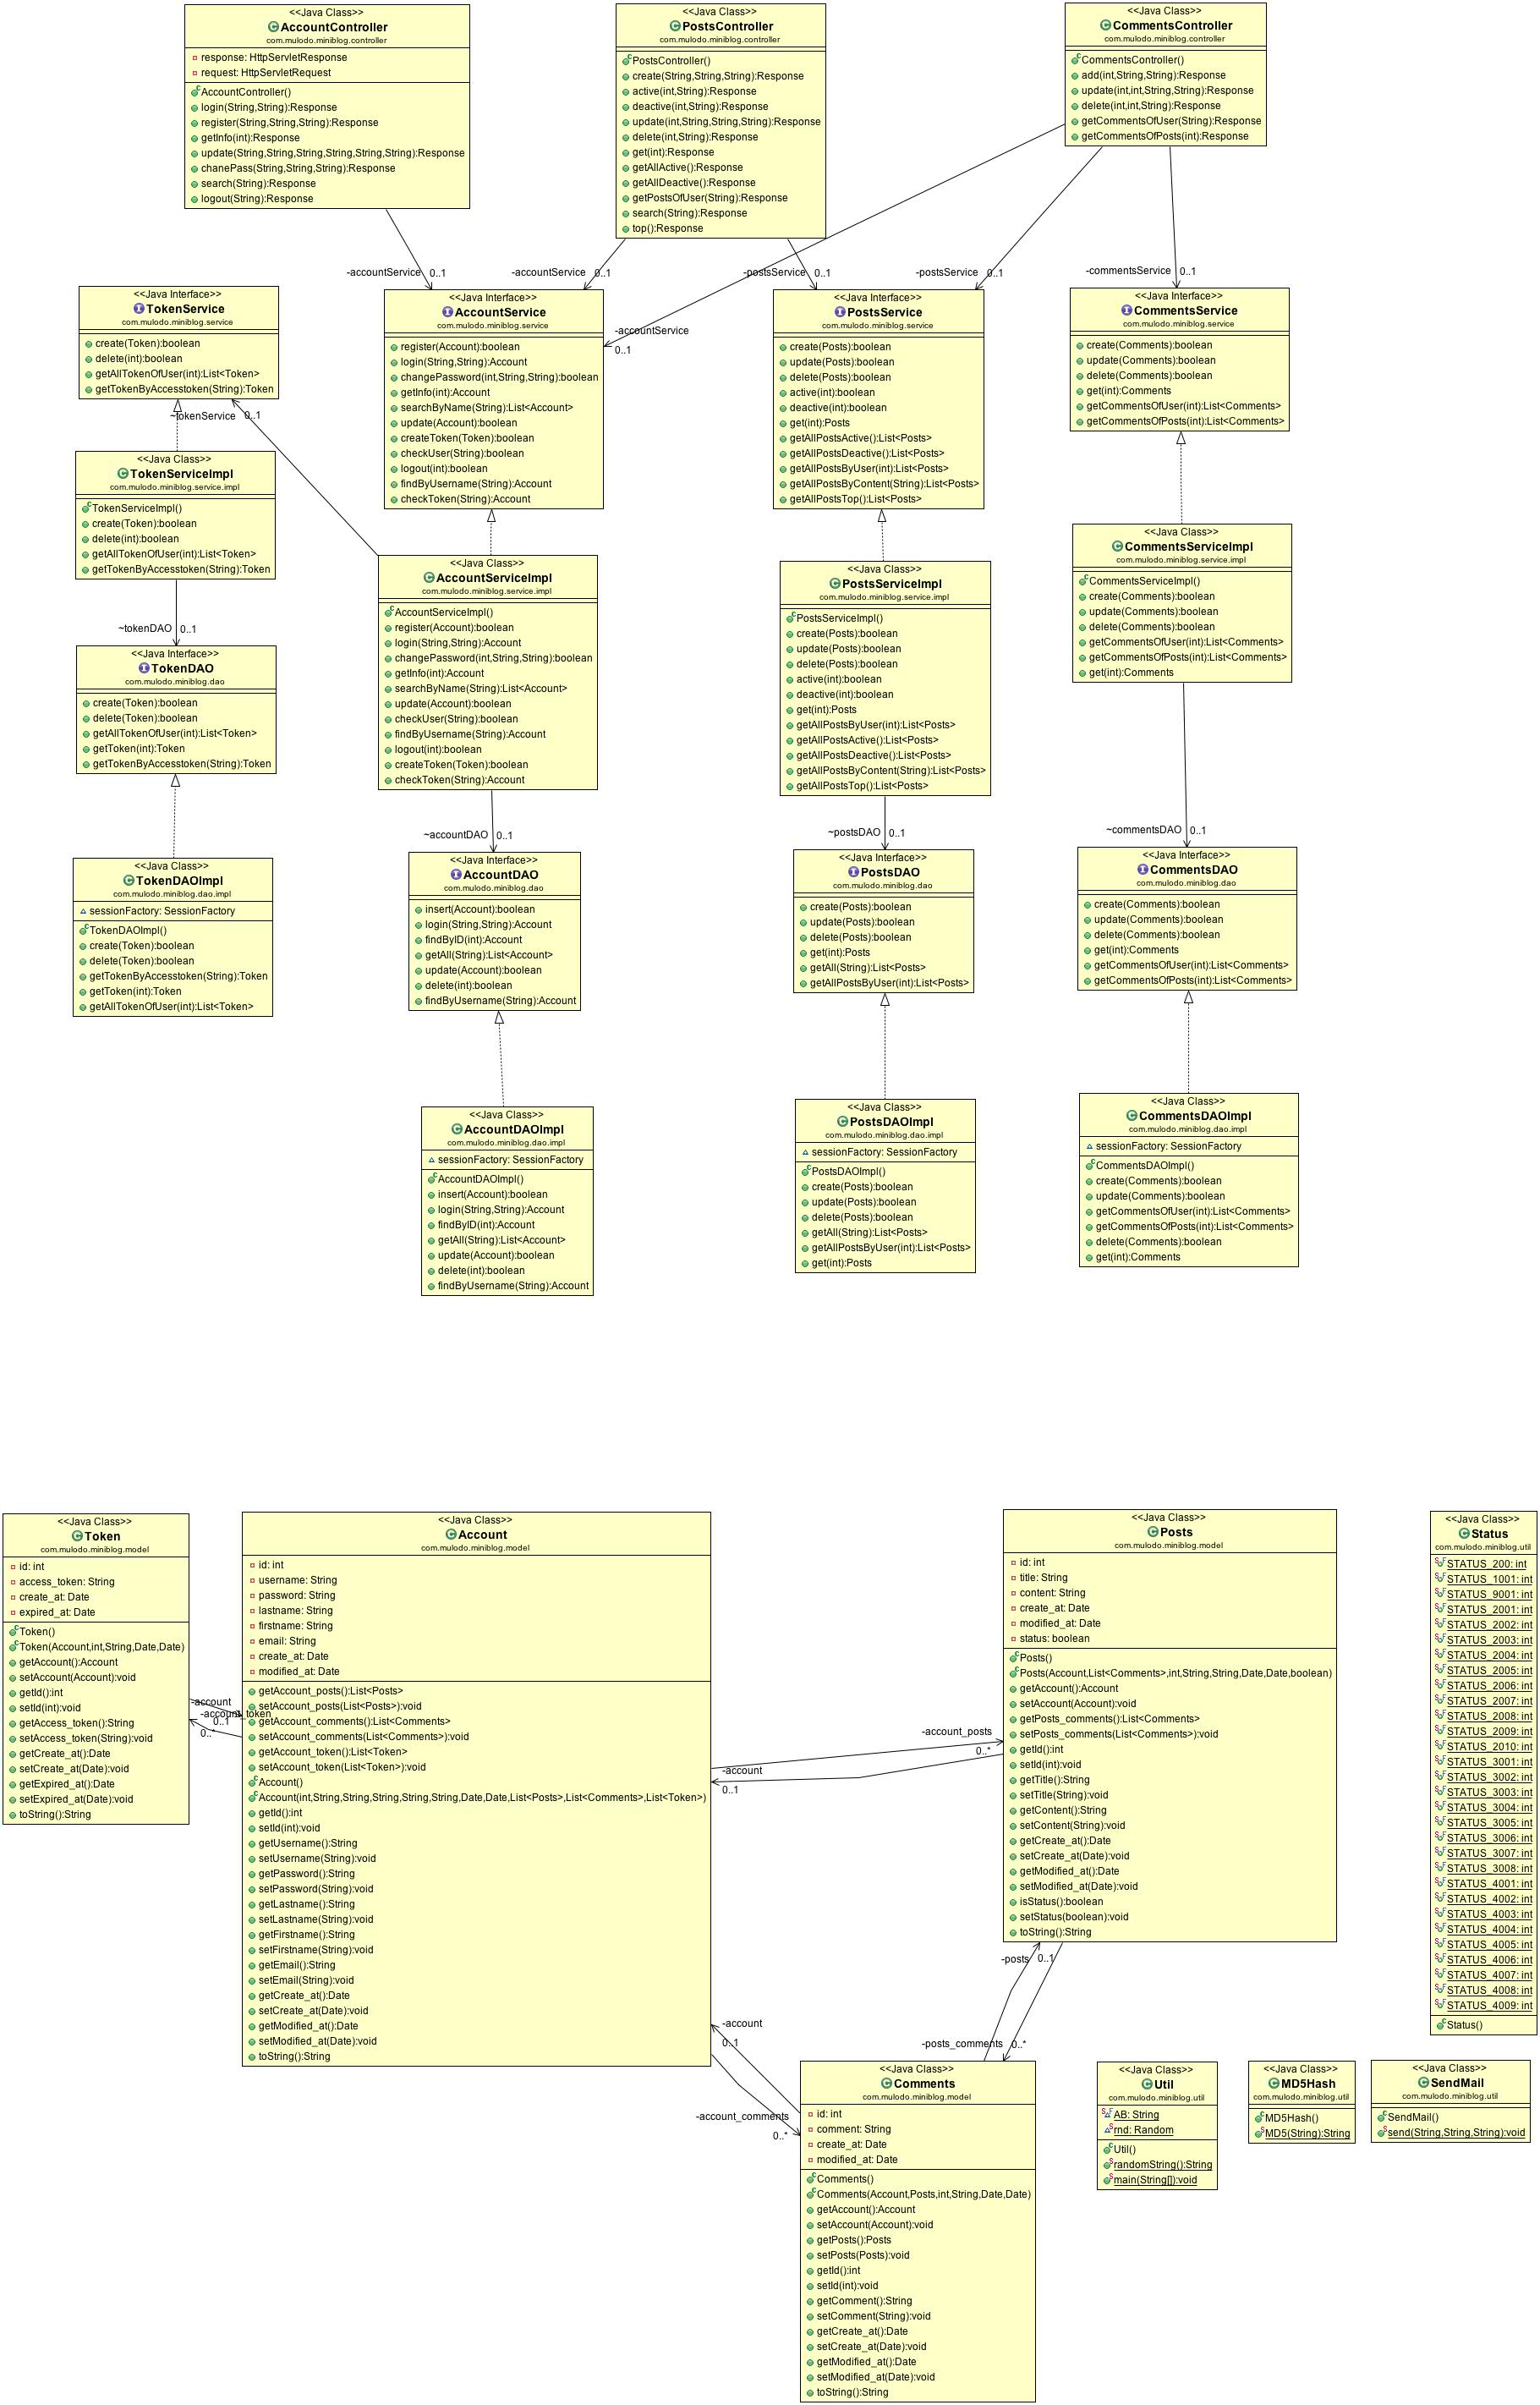 <<Java Class>>
AccountController
com.mulodo.miniblog.controller
response: HttpServletResponse
request: HttpServletRequest
AccountController()
login(String,String):Response
register(String,String,String):Response
getInfo(int):Response
update(String,String,String,String,String,String):Response
chanePass(String,String,String):Response
search(String):Response
logout(String):Response
<<Java Class>>
PostsController
com.mulodo.miniblog.controller
PostsController()
create(String,String,String):Response
active(int,String):Response
deactive(int,String):Response
update(int,String,String,String):Response
delete(int,String):Response
get(int):Response
getAllActive():Response
getAllDeactive():Response
getPostsOfUser(String):Response
search(String):Response
top():Response
<<Java Class>>
CommentsController
com.mulodo.miniblog.controller
CommentsController()
add(int,String,String):Response
update(int,int,String,String):Response
delete(int,int,String):Response
getCommentsOfUser(String):Response
getCommentsOfPosts(int):Response
-accountService 0..1
-accountService 0..1
-postsService 0..1
-postsService 0..1
-commentsService 0..1
-accountService
0..1
<<Java Interface>>
TokenService
com.mulodo.miniblog.service
create(Token):boolean
delete(int):boolean
getAllTokenOfUser(int):List<Token>
getTokenByAccesstoken(String):Token
~tokenService 0..1
<<Java Interface>>
AccountService
com.mulodo.miniblog.service
register(Account):boolean
login(String,String):Account
changePassword(int,String,String):boolean
getInfo(int):Account
searchByName(String):List<Account>
update(Account):boolean
createToken(Token):boolean
checkUser(String):boolean
logout(int):boolean
findByUsername(String):Account
checkToken(String):Account
<<Java Interface>>
PostsService
com.mulodo.miniblog.service
create(Posts):boolean
update(Posts):boolean
delete(Posts):boolean
active(int):boolean
deactive(int):boolean
get(int):Posts
getAllPostsActive():List<Posts>
getAllPostsDeactive():List<Posts>
getAllPostsByUser(int):List<Posts>
getAllPostsByContent(String):List<Posts>
getAllPostsTop():List<Posts>
<<Java Interface>>
CommentsService
com.mulodo.miniblog.service
create(Comments):boolean
update(Comments):boolean
delete(Comments):boolean
get(int):Comments
getCommentsOfUser(int):List<Comments>
getCommentsOfPosts(int):List<Comments>
<<Java Class>>
TokenServiceImpl
com.mulodo.miniblog.service.impl
TokenServiceImpl()
create(Token):boolean
delete(int):boolean
getAllTokenOfUser(int):List<Token>
getTokenByAccesstoken(String):Token
~tokenDAO 0..1
<<Java Class>>
AccountServiceImpl
com.mulodo.miniblog.service.impl
AccountServiceImpl()
register(Account):boolean
login(String,String):Account
changePassword(int,String,String):boolean
getInfo(int):Account
searchByName(String):List<Account>
update(Account):boolean
checkUser(String):boolean
findByUsername(String):Account
logout(int):boolean
createToken(Token):boolean
checkToken(String):Account
~accountDAO 0..1
<<Java Class>>
PostsServiceImpl
com.mulodo.miniblog.service.impl
PostsServiceImpl()
create(Posts):boolean
update(Posts):boolean
delete(Posts):boolean
active(int):boolean
deactive(int):boolean
get(int):Posts
getAllPostsByUser(int):List<Posts>
getAllPostsActive():List<Posts>
getAllPostsDeactive():List<Posts>
getAllPostsByContent(String):List<Posts>
getAllPostsTop():List<Posts>
~postsDAO 0..1
<<Java Class>>
CommentsServiceImpl
com.mulodo.miniblog.service.impl
CommentsServiceImpl()
create(Comments):boolean
update(Comments):boolean
delete(Comments):boolean
getCommentsOfUser(int):List<Comments>
getCommentsOfPosts(int):List<Comments>
get(int):Comments
~commentsDAO 0..1
<<Java Interface>>
TokenDAO
com.mulodo.miniblog.dao
create(Token):boolean
delete(Token):boolean
getAllTokenOfUser(int):List<Token>
getToken(int):Token
getTokenByAccesstoken(String):Token
<<Java Interface>>
AccountDAO
com.mulodo.miniblog.dao
insert(Account):boolean
login(String,String):Account
findByID(int):Account
getAll(String):List<Account>
update(Account):boolean
delete(int):boolean
findByUsername(String):Account
<<Java Interface>>
PostsDAO
com.mulodo.miniblog.dao
create(Posts):boolean
update(Posts):boolean
delete(Posts):boolean
get(int):Posts
getAll(String):List<Posts>
getAllPostsByUser(int):List<Posts>
<<Java Interface>>
CommentsDAO
com.mulodo.miniblog.dao
create(Comments):boolean
update(Comments):boolean
delete(Comments):boolean
get(int):Comments
getCommentsOfUser(int):List<Comments>
getCommentsOfPosts(int):List<Comments>
<<Java Class>>
TokenDAOImpl
com.mulodo.miniblog.dao.impl
sessionFactory: SessionFactory
TokenDAOImpl()
create(Token):boolean
delete(Token):boolean
getTokenByAccesstoken(String):Token
getToken(int):Token
getAllTokenOfUser(int):List<Token>
<<Java Class>>
AccountDAOImpl
com.mulodo.miniblog.dao.impl
sessionFactory: SessionFactory
AccountDAOImpl()
insert(Account):boolean
login(String,String):Account
findByID(int):Account
getAll(String):List<Account>
update(Account):boolean
delete(int):boolean
findByUsername(String):Account
<<Java Class>>
PostsDAOImpl
com.mulodo.miniblog.dao.impl
sessionFactory: SessionFactory
PostsDAOImpl()
create(Posts):boolean
update(Posts):boolean
delete(Posts):boolean
getAll(String):List<Posts>
getAllPostsByUser(int):List<Posts>
get(int):Posts
<<Java Class>>
CommentsDAOImpl
com.mulodo.miniblog.dao.impl
sessionFactory: SessionFactory
CommentsDAOImpl()
create(Comments):boolean
update(Comments):boolean
getCommentsOfUser(int):List<Comments>
getCommentsOfPosts(int):List<Comments>
delete(Comments):boolean
get(int):Comments
<<Java Class>>
Token
com.mulodo.miniblog.model
id: int
access_token: String
create_at: Date
expired_at: Date
Token()
Token(Account,int,String,Date,Date)
getAccount():Account
setAccount(Account):void
getId():int
setId(int):void
getAccess_token():String
setAccess_token(String):void
getCreate_at():Date
setCreate_at(Date):void
getExpired_at():Date
setExpired_at(Date):void
toString():String
-account
0..1
-account_token
0..*
<<Java Class>>
Account
com.mulodo.miniblog.model
id: int
username: String
password: String
lastname: String
firstname: String
email: String
create_at: Date
modified_at: Date
getAccount_posts():List<Posts>
setAccount_posts(List<Posts>):void
getAccount_comments():List<Comments>
setAccount_comments(List<Comments>):void
getAccount_token():List<Token>
setAccount_token(List<Token>):void
Account()
Account(int,String,String,String,String,String,Date,Date,List<Posts>,List<Comments>,List<Token>)
getId():int
setId(int):void
getUsername():String
setUsername(String):void
getPassword():String
setPassword(String):void
getLastname():String
setLastname(String):void
getFirstname():String
setFirstname(String):void
getEmail():String
setEmail(String):void
getCreate_at():Date
setCreate_at(Date):void
getModified_at():Date
setModified_at(Date):void
toString():String
-account_posts
0..*
-account
0..1
<<Java Class>>
Posts
com.mulodo.miniblog.model
id: int
title: String
content: String
create_at: Date
modified_at: Date
status: boolean
Posts()
Posts(Account,List<Comments>,int,String,String,Date,Date,boolean)
getAccount():Account
setAccount(Account):void
getPosts_comments():List<Comments>
setPosts_comments(List<Comments>):void
getId():int
setId(int):void
getTitle():String
setTitle(String):void
getContent():String
setContent(String):void
getCreate_at():Date
setCreate_at(Date):void
getModified_at():Date
setModified_at(Date):void
isStatus():boolean
setStatus(boolean):void
toString():String
-posts 0..1
-posts_comments 0..*
-account
0..1
-account_comments
0..*
<<Java Class>>
Status
com.mulodo.miniblog.util
STATUS_200: int
STATUS_1001: int
STATUS_9001: int
STATUS_2001: int
STATUS_2002: int
STATUS_2003: int
STATUS_2004: int
STATUS_2005: int
STATUS_2006: int
STATUS_2007: int
STATUS_2008: int
STATUS_2009: int
STATUS_2010: int
STATUS_3001: int
STATUS_3002: int
STATUS_3003: int
STATUS_3004: int
STATUS_3005: int
STATUS_3006: int
STATUS_3007: int
STATUS_3008: int
STATUS_4001: int
STATUS_4002: int
STATUS_4003: int
STATUS_4004: int
STATUS_4005: int
STATUS_4006: int
STATUS_4007: int
STATUS_4008: int
STATUS_4009: int
Status()
<<Java Class>>
Comments
com.mulodo.miniblog.model
id: int
comment: String
create_at: Date
modified_at: Date
Comments()
Comments(Account,Posts,int,String,Date,Date)
getAccount():Account
setAccount(Account):void
getPosts():Posts
setPosts(Posts):void
getId():int
setId(int):void
getComment():String
setComment(String):void
getCreate_at():Date
setCreate_at(Date):void
getModified_at():Date
setModified_at(Date):void
toString():String
<<Java Class>>
Util
com.mulodo.miniblog.util
AB: String
rnd: Random
Util()
randomString():String
main(String[]):void
<<Java Class>>
MD5Hash
com.mulodo.miniblog.util
MD5Hash()
MD5(String):String
<<Java Class>>
SendMail
com.mulodo.miniblog.util
SendMail()
send(String,String,String):void